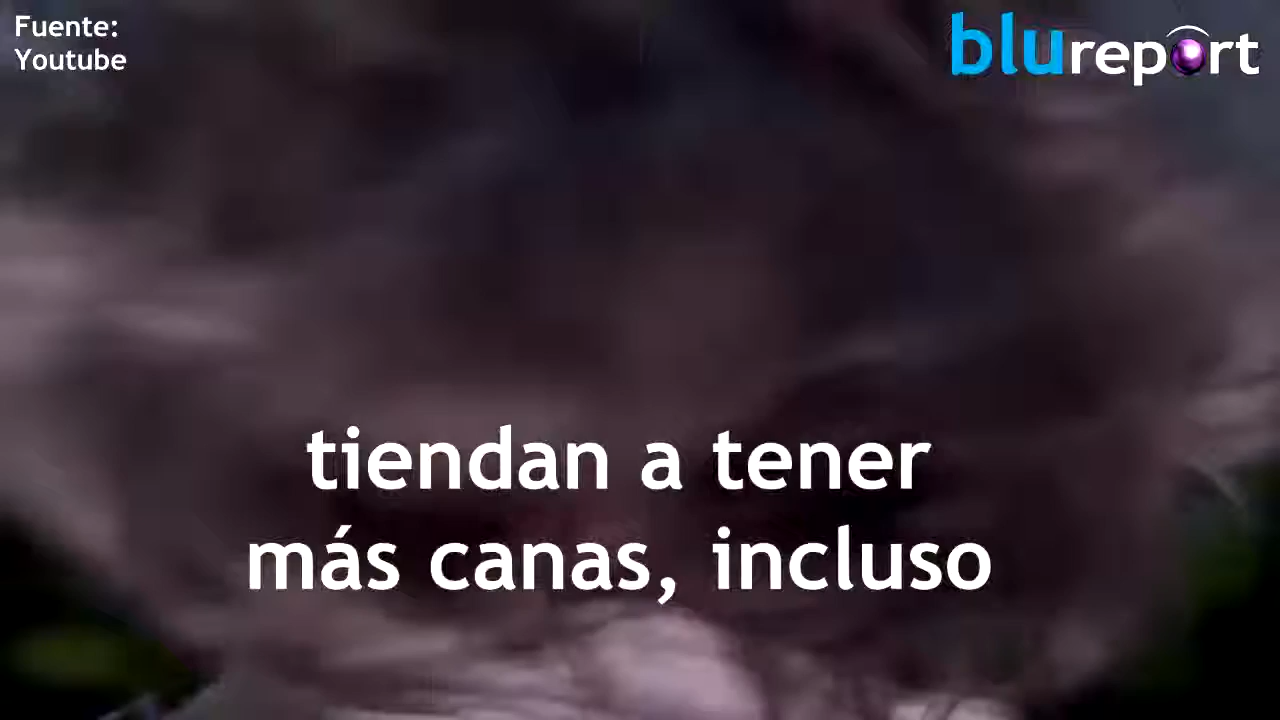 Fuente:
Youtube
blureport
tiendan a tener
más canas, incluso